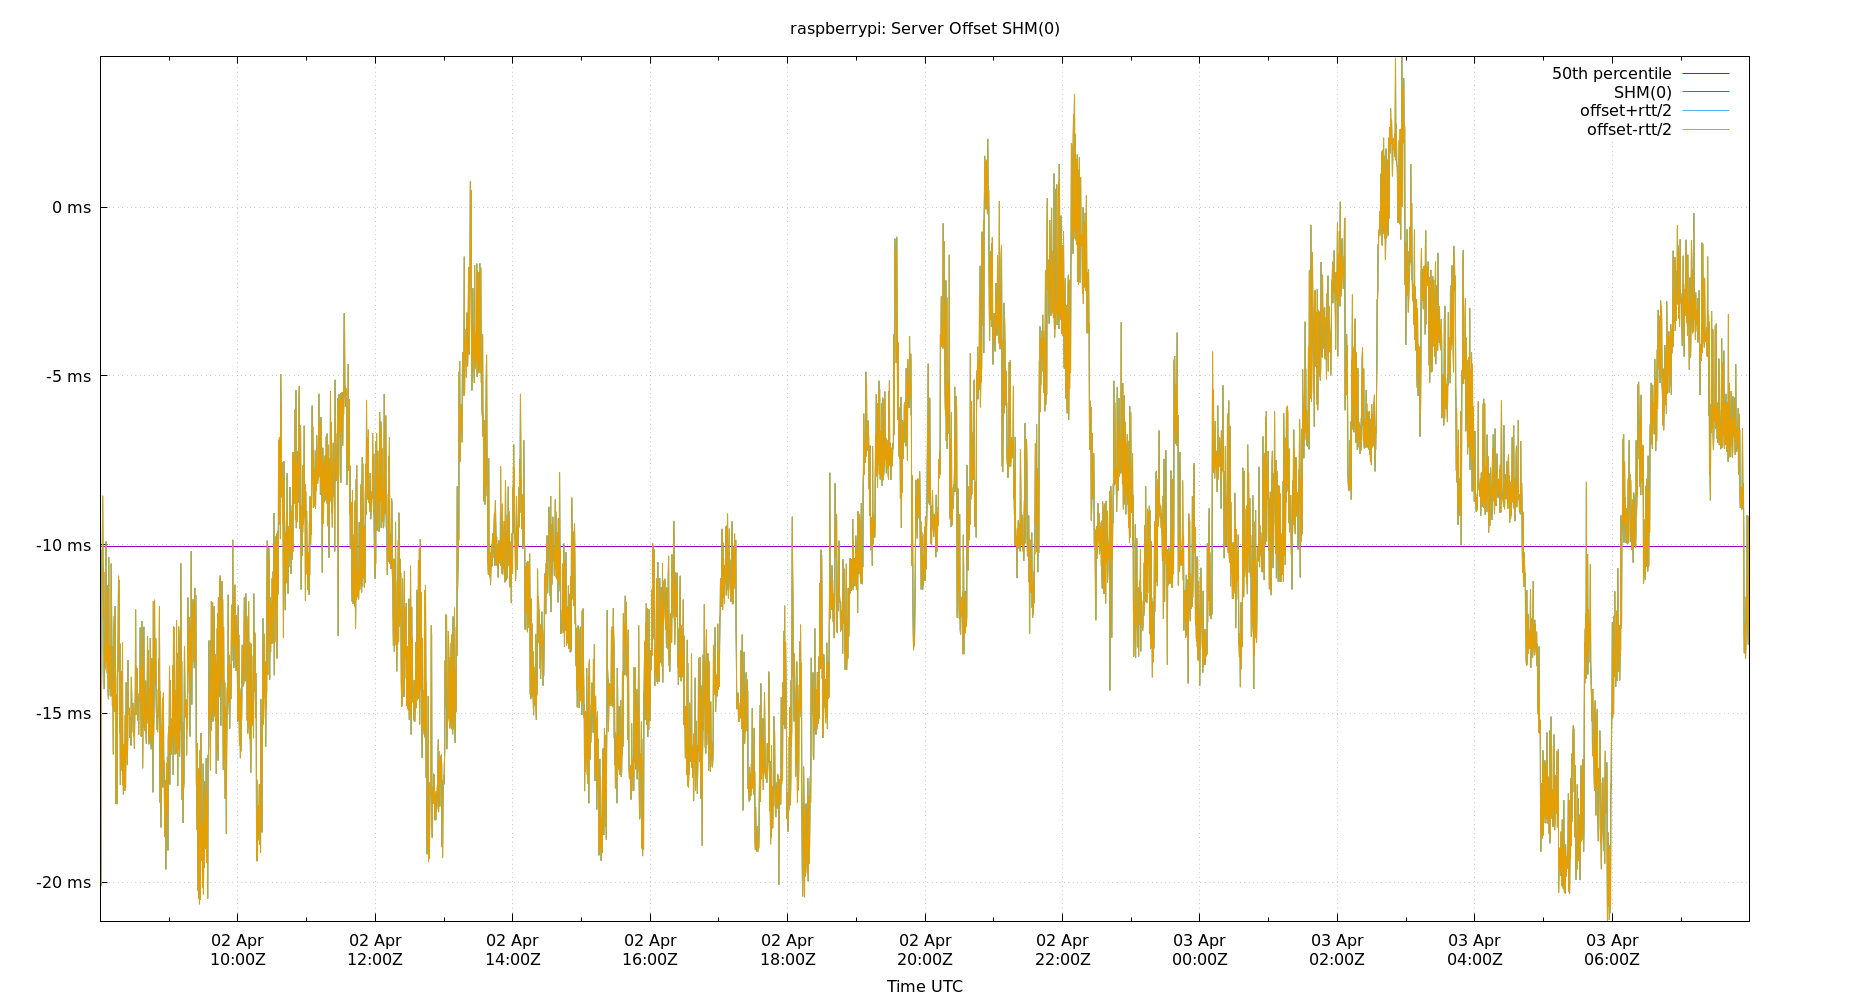 raspberrypi: Server Offset SHM(0)
50th percentile
SHM(0)
offset+rtt/2
offset-rtt/2
0 ms
-5 ms
-10 ms
-15 ms
-20 ms
02 Apr 02 Apr 02 Apr 02 Apr 02 Apr 02 Apr 02 Apr 03 Apr 03 Apr 03 Apr 03 Apr
10:00Z 12:00Z 14:00Z 16:00Z 18:00Z 20:00Z 22:00Z 00:00Z 02:00Z 04:00Z 06:00Z
Time UTC